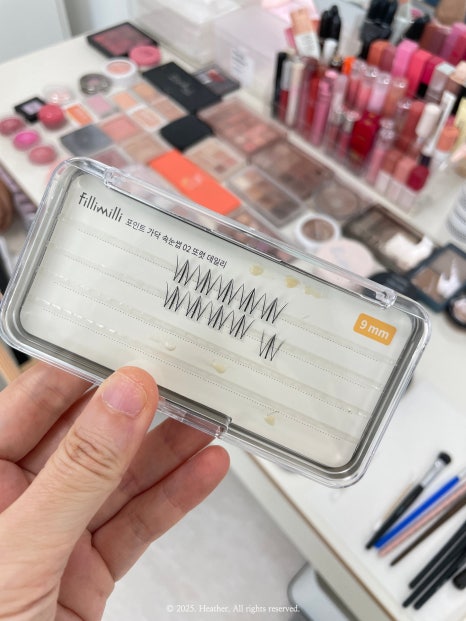 fillimilli 포인트 가닥 속눈썹 02 또렷 데일리
9 mm
© 2025. Heather. All rights reserved.